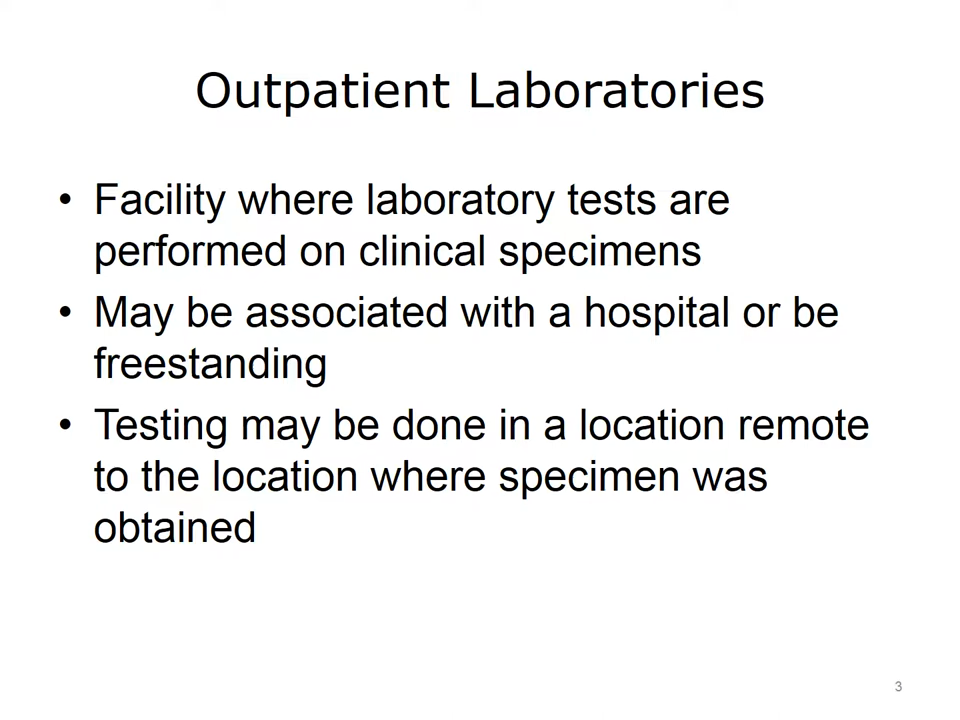 Outpatient Laboratories
• Facility where laboratory tests are
performed on clinical specimens
• May be associated with a hospital or be
freestanding
• Testing may be done in a location remote
to the location where specimen was
obtained
3